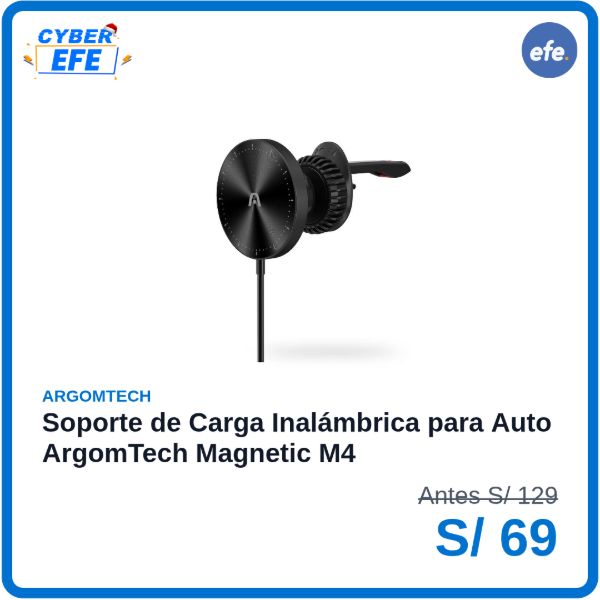 CYBER
EFE
efe.
ARGOMTECH
Soporte de Carga Inalámbrica para Auto
ArgomTech Magnetic M4
Antes S/ 129
S/ 69